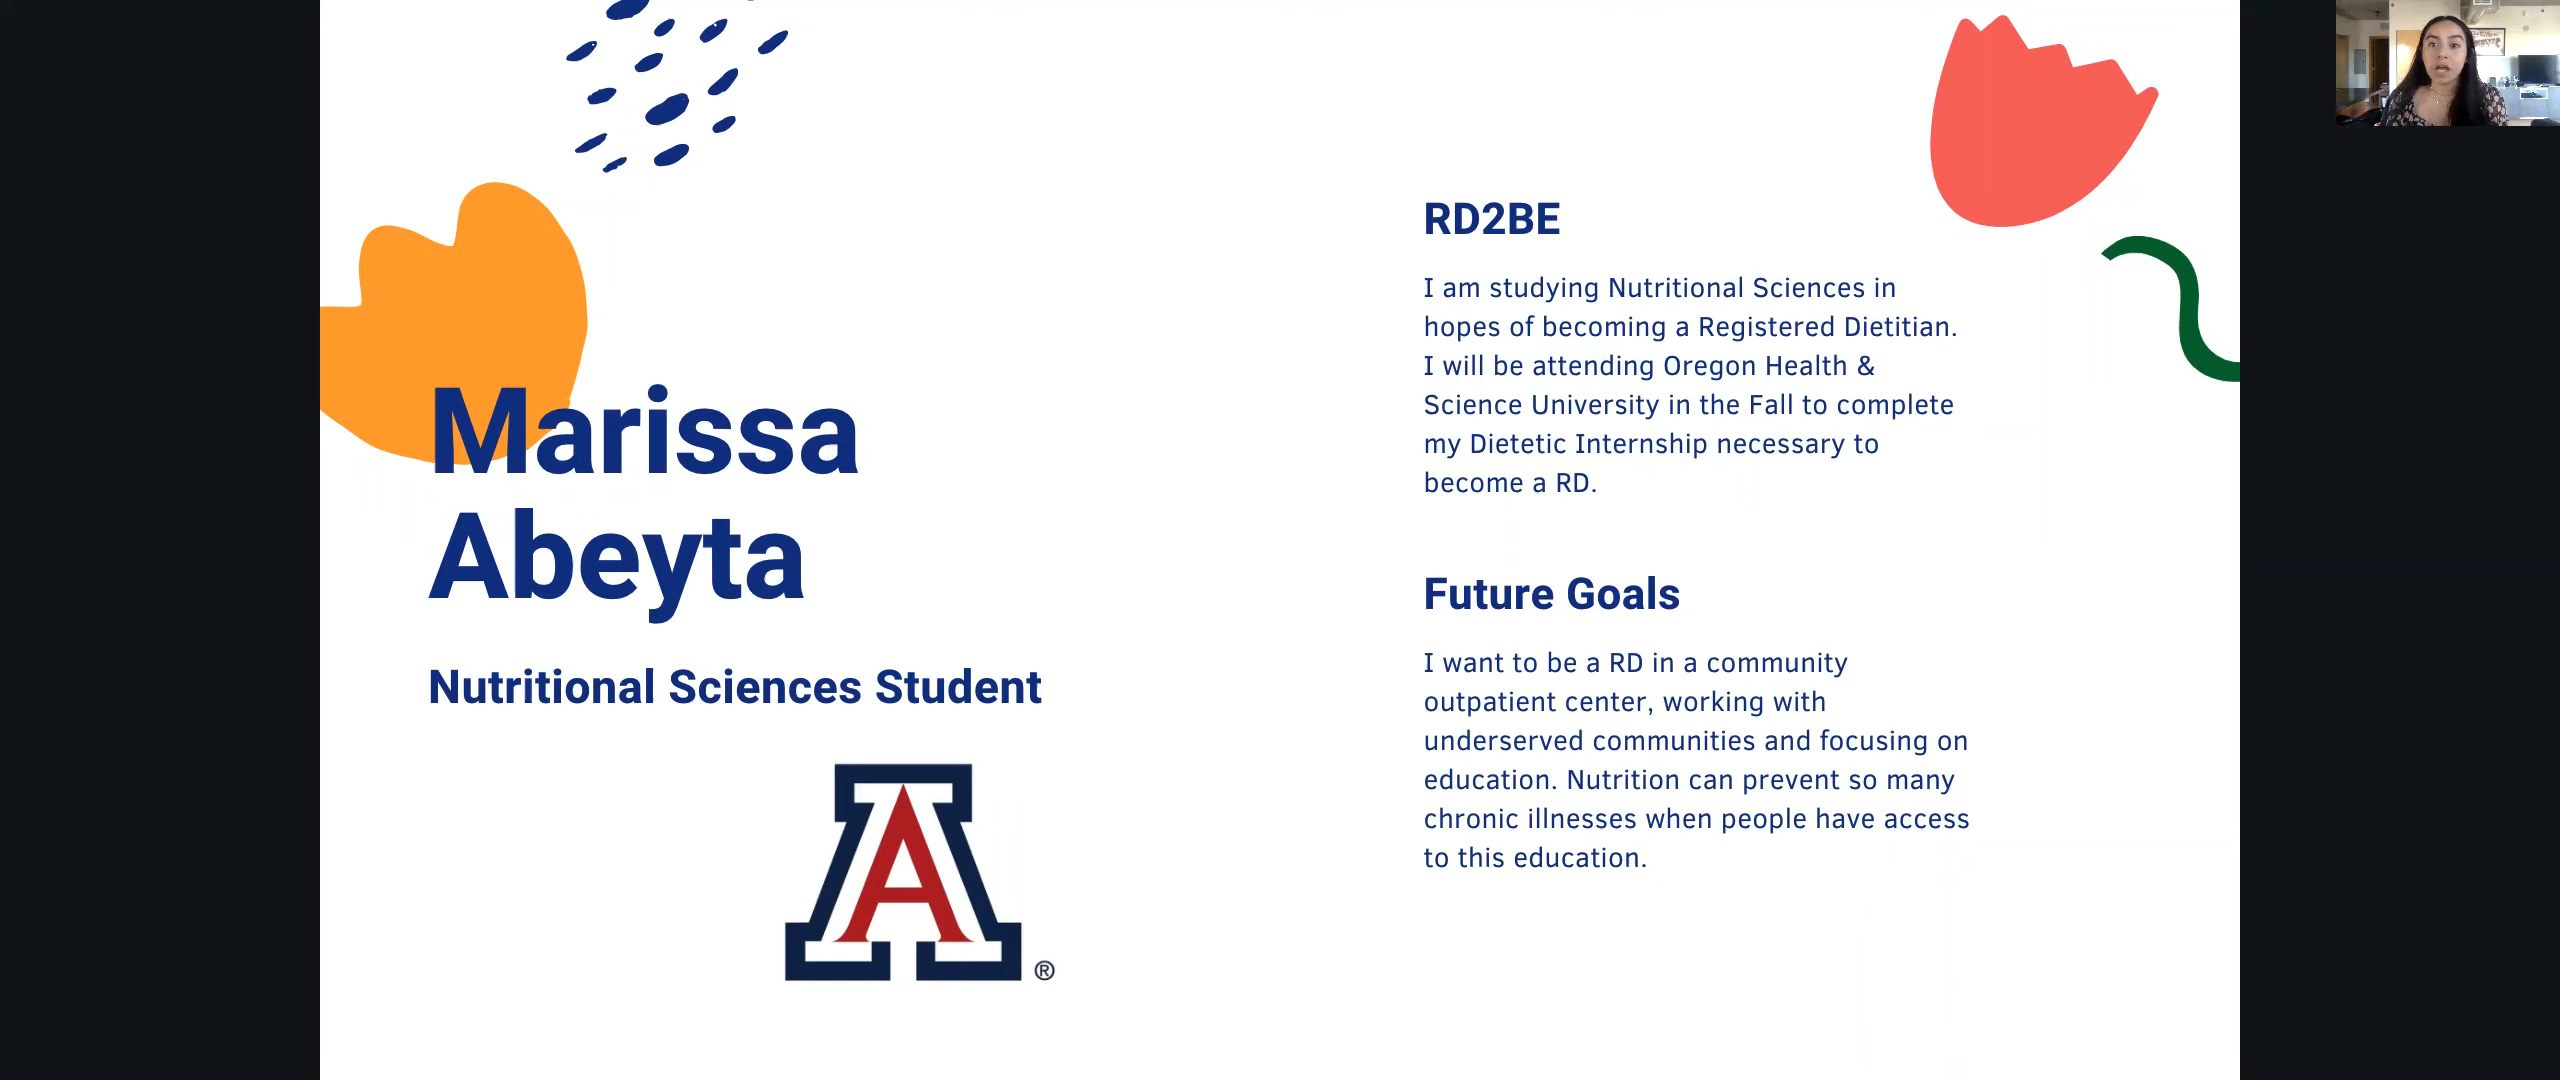 Marissa
Abeyta
Nutritional Sciences Student
A
®
RD2BE
I am studying Nutritional Sciences in
hopes of becoming a Registered Dietitian.
I will be attending Oregon Health &
Science University in the Fall to complete
my Dietetic Internship necessary to
become a RD.
Future Goals
I want to be a RD in a community
outpatient center, working with
underserved communities and focusing on
education. Nutrition can prevent so many
chronic illnesses when people have access
to this education.